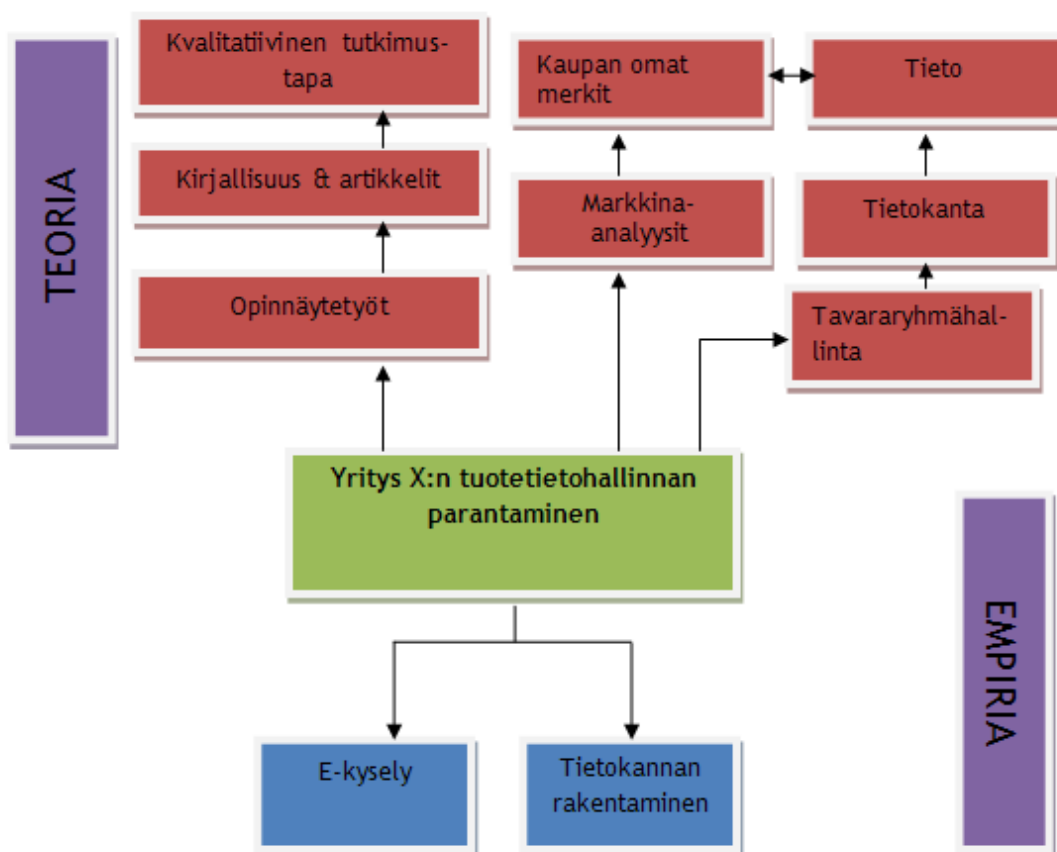 TEORIA
Kvalitatiivinen tutkimus-
tapa
Kirjallisuus & artikkelit
Opinnäytetyöt
Kaupan omat
merkit
Markkina-
analyysit
Tieto
Tietokanta
Tavararyhmähal-
linta
Yritys X:n tuotetietohallinnan
parantaminen
E-kysely
Tietokannan
rakentaminen
EMPIRIA